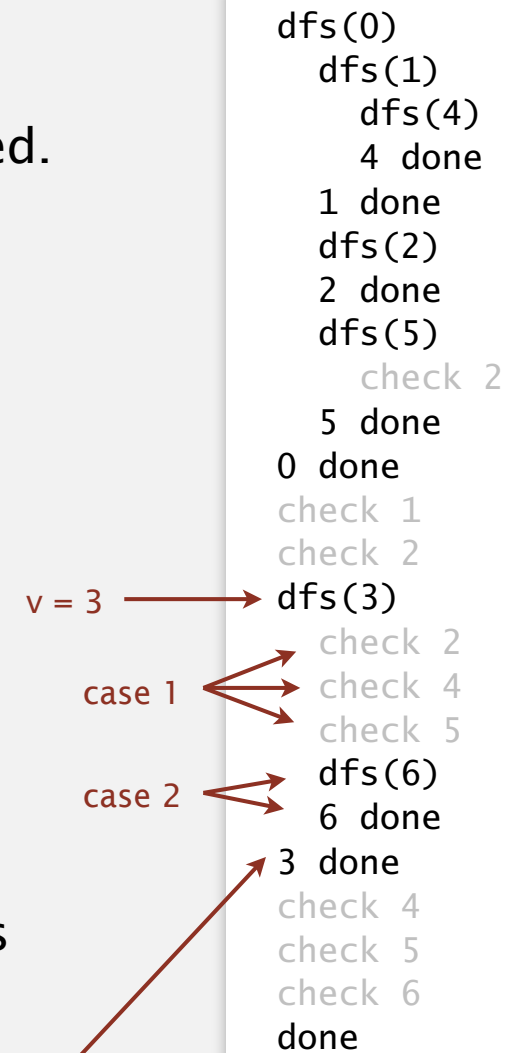 dfs(0)
dfs(1)
dfs(4)
ed.
4 done
1 done
dfs(2)
2 done
dfs(5)
check 2
5 done
0 done
check 1
check 2
v = 3
dfs(3)
check 2
case 1
check 4
check 5
dfs(6)
case 2
6 done
3 done
check 4
s
check 5
check 6
done